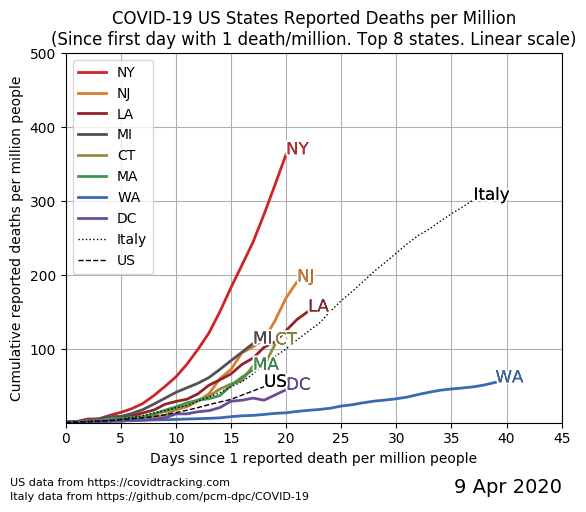 COVID-19 US States Reported Deaths per Million
(Since first day with 1 death/million. Top 8 states. Linear scale)
Cumulative reported deaths per million people
500
400
300
200
100
NY
NJ
LA
MI
CT
MA
WA
DC
Italy
US
NY
Italy
NJ
LA
MI
CT
MA
US
DC
WA
0 5 10 15 20 25 30 35 40 45
Days since 1 reported death per million people
US data from https://covidtracking.com
Italy data from https://github.com/pcm-dpc/COVID-19
9 Apr 2020